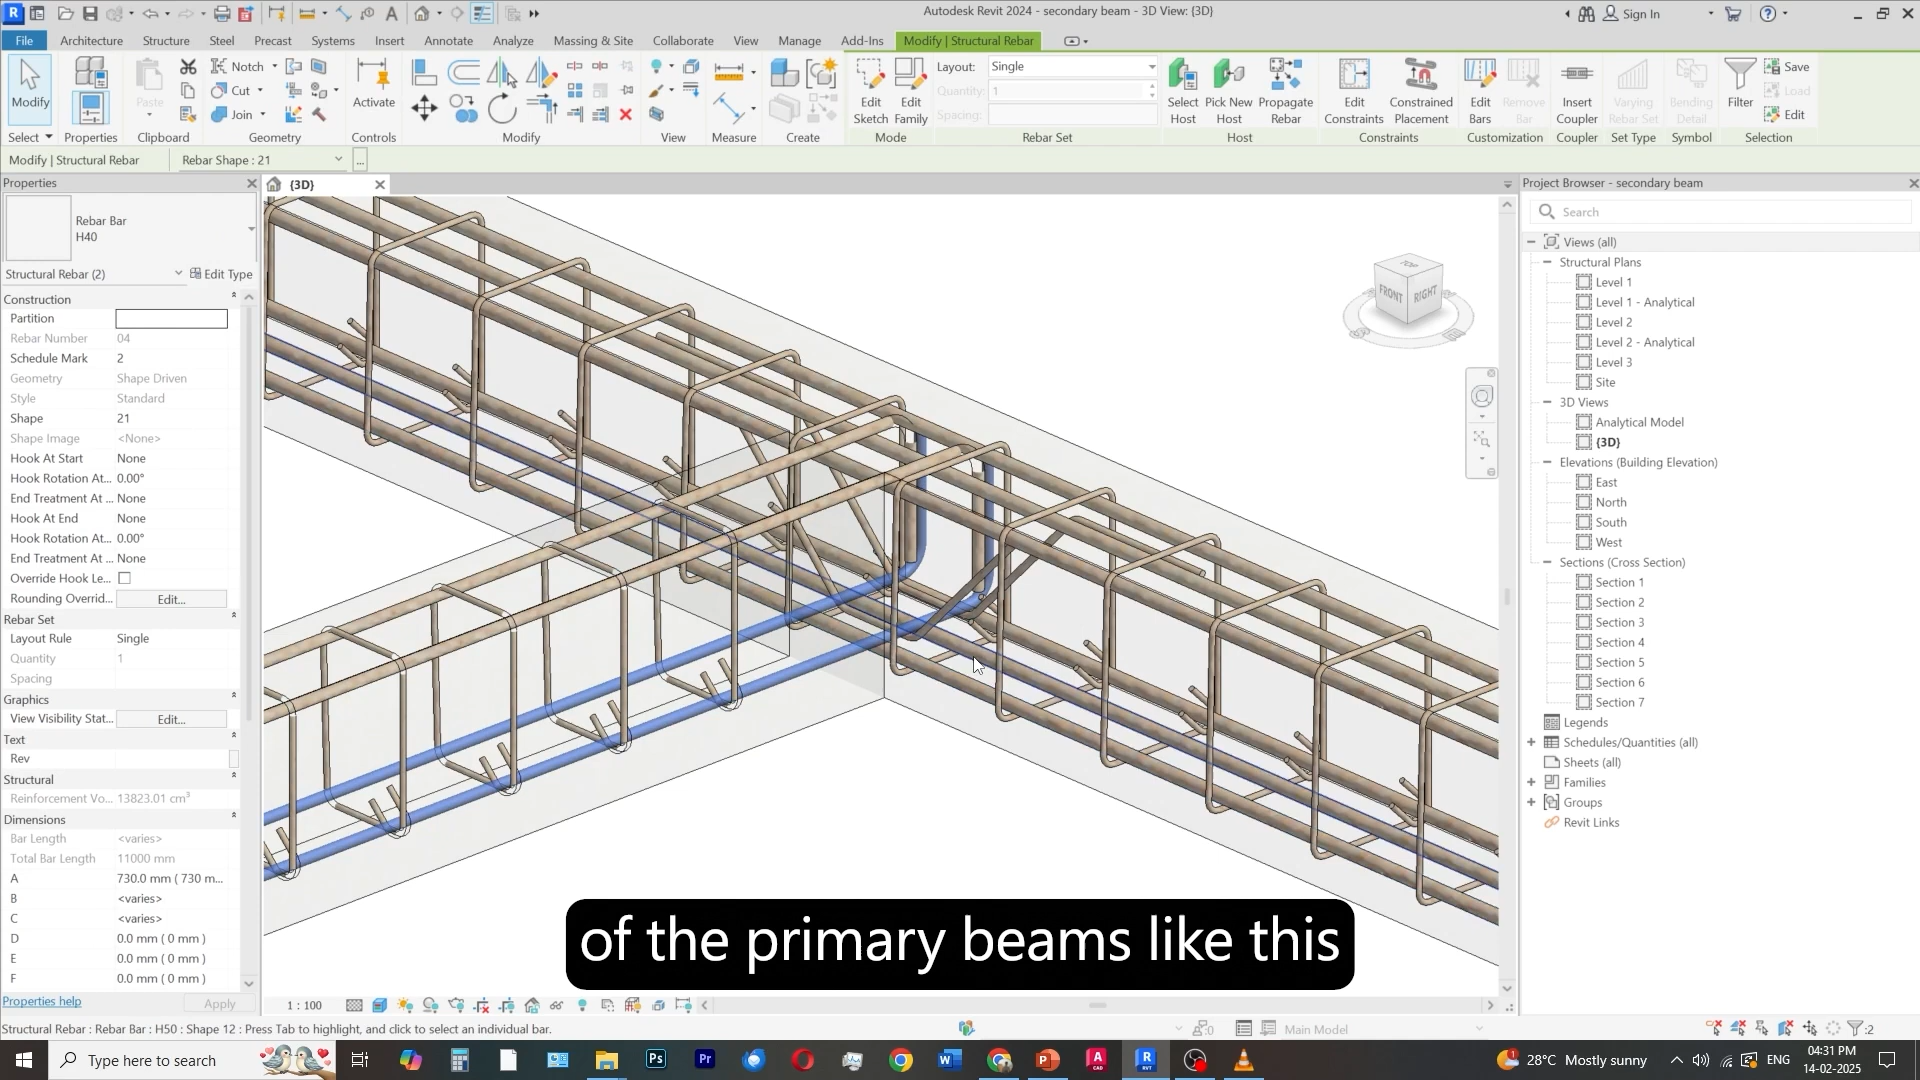 Autodesk Revit 2024 - secondary beam - 3D View: {3D}
Sign In
File Architecture Structure Steel Precast Systems Insert Annotate Analyze Massing & Site Collaborate View Manage Add-Ins Modify | Structural Rebar
Modify
Select
Properties
Paste
Clipboard
Notch
Cut
Join
Geometry
Activate
Controls
Modify
View
Measure
Create
Edit Sketch
Edit Family
Mode
Layout: Single
Quantity: 1
Spacing:
Rebar Set
Select Host
Pick New Host
Propagate Rebar
Host
Edit Constraints
Constrained Placement
Constraints
Edit Bars
Remove Bar
Customization
Insert Coupler
Coupler
Varying Rebar Set
Set Type
Bending Detail
Symbol
Filter
Save
Load
Edit
Selection
Modify | Structural Rebar
Rebar Shape : 21
...
Properties
Rebar Bar
H40
Structural Rebar (2)
Edit Type
Construction
Partition
Rebar Number 04
Schedule Mark 2
Geometry Shape Driven
Style Standard
Shape 21
Shape Image <None>
Hook At Start None
Hook Rotation At... 0.00°
End Treatment At ... None
Hook At End None
Hook Rotation At... 0.00°
End Treatment At ... None
Override Hook Le...
Rounding Overrid... Edit...
Rebar Set
Layout Rule Single
Quantity 1
Spacing
Graphics
View Visibility Stat... Edit...
Text
Rev
Structural
Reinforcement Vo... 13823.01 cm³
Dimensions
Bar Length <varies>
Total Bar Length 11000 mm
A 730.0 mm ( 730 m...
B <varies>
C <varies>
D 0.0 mm ( 0 mm )
E 0.0 mm ( 0 mm )
F 0.0 mm ( 0 mm )
Properties help
Apply
{3D}
TOP
FRONT
RIGHT
of the primary beams like this
1 : 100
Project Browser - secondary beam
Search
Views (all)
Structural Plans
Level 1
Level 1 - Analytical
Level 2
Level 2 - Analytical
Level 3
Site
3D Views
Analytical Model
{3D}
Elevations (Building Elevation)
East
North
South
West
Sections (Cross Section)
Section 1
Section 2
Section 3
Section 4
Section 5
Section 6
Section 7
Legends
Schedules/Quantities (all)
Sheets (all)
Families
Groups
Revit Links
Structural Rebar : Rebar Bar : H50 : Shape 12 : Press Tab to highlight, and click to select an individual bar.
:0
Main Model
:2
Type here to search
28°C Mostly sunny
ENG
04:31 PM
14-02-2025